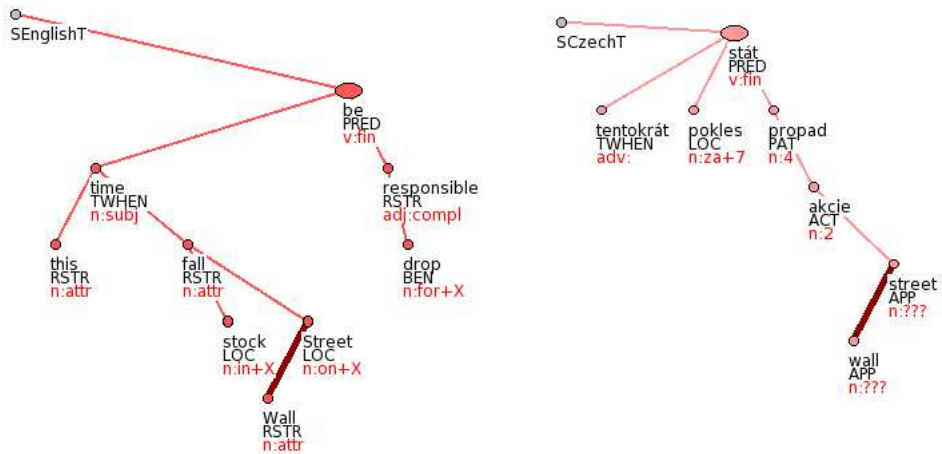 SEnglishT
be
PRED
v:fin
time
TWHEN
n:subj
responsible
RSTR
adj:compl
this
RSTR
n:attr
fall
RSTR
n:attr
drop
BEN
n:for+X
stock
LOC
n:in+X
Street
LOC
n:on+X
Wall
RSTR
n:attr
SCzechT
stát
PRED
v:fin
tentokrát
TWHEN
adv:
pokles
LOC
n:za+7
propad
PAT
n:4
akcie
ACT
n:2
street
APP
n:???
wall
APP
n:???